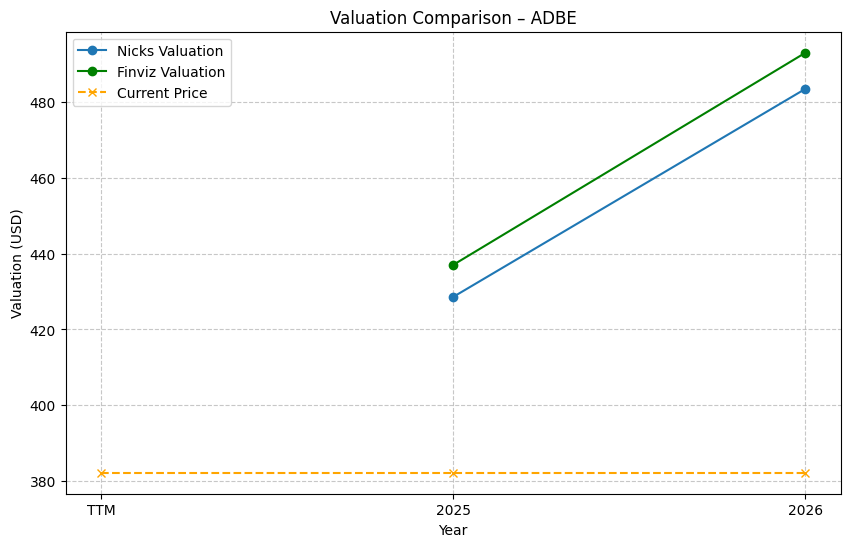 Valuation Comparison – ADBE
Nicks Valuation
Finviz Valuation
Current Price
Valuation (USD)
480
460
440
420
400
380
TTM
2025
2026
Year